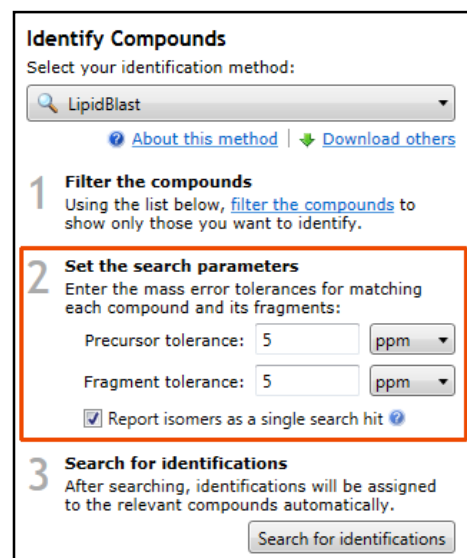 Identify Compounds
Select your identification method:
LipidBlast
About this method | Download others
1 Filter the compounds
Using the list below, filter the compounds to
show only those you want to identify.
2 Set the search parameters
Enter the mass error tolerances for matching
each compound and its fragments:
Precursor tolerance: 5 ppm
Fragment tolerance: 5 ppm
Report isomers as a single search hit
3 Search for identifications
After searching, identifications will be assigned
to the relevant compounds automatically.
Search for identifications